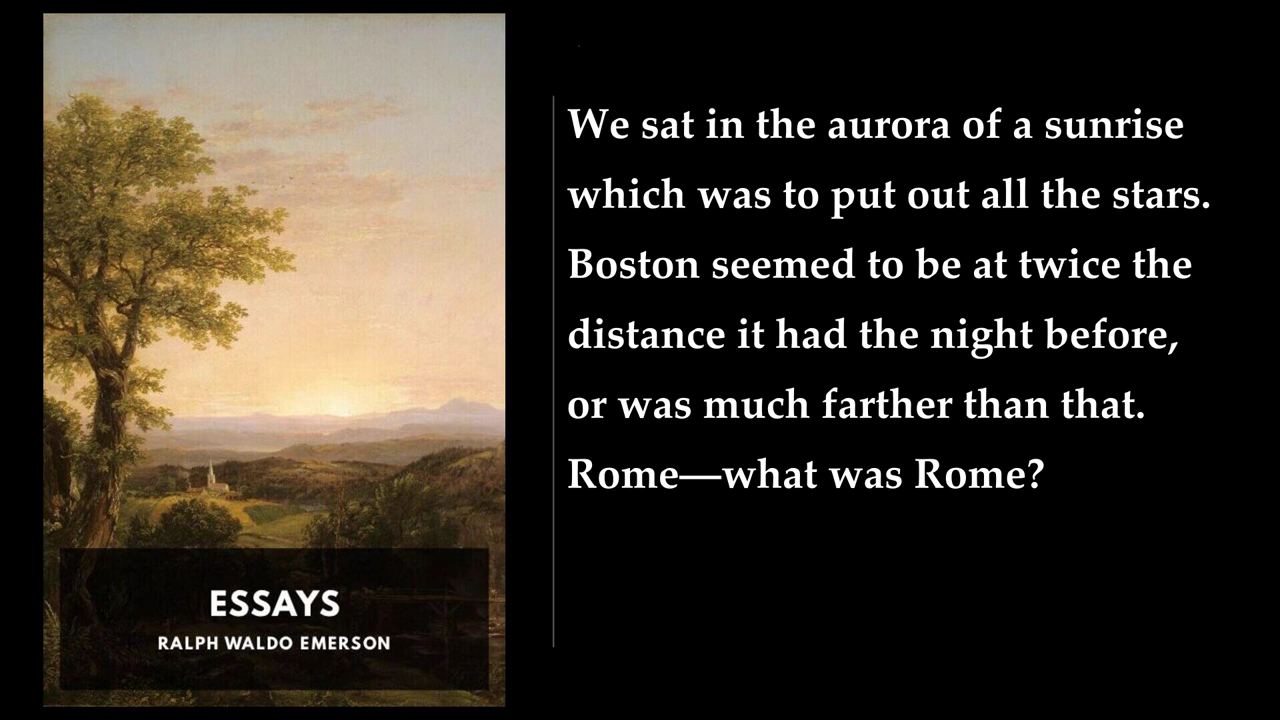 ESSAYS
RALPH WALDO EMERSON
We sat in the aurora of a sunrise
which was to put out all the stars.
Boston seemed to be at twice the
distance it had the night before,
or was much farther than that.
Rome—what was Rome?